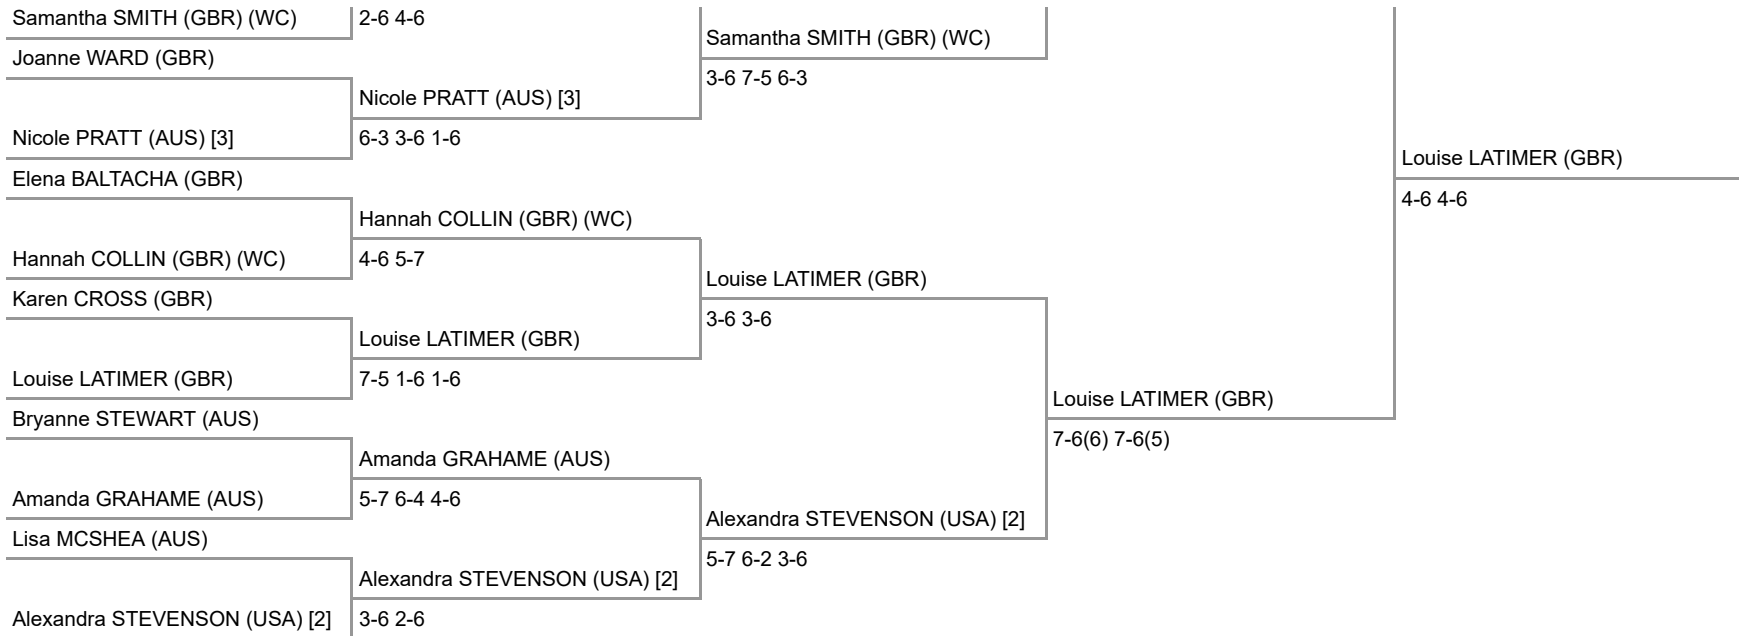 Samantha SMITH (GBR) (WC)
2-6 4-6
Joanne WARD (GBR)
Nicole PRATT (AUS) [3]
Nicole PRATT (AUS) [3]
6-3 3-6 1-6
Samantha SMITH (GBR) (WC)
3-6 7-5 6-3
Elena BALTACHA (GBR)
Hannah COLLIN (GBR) (WC)
Hannah COLLIN (GBR) (WC)
4-6 5-7
Karen CROSS (GBR)
Louise LATIMER (GBR)
Louise LATIMER (GBR)
7-5 1-6 1-6
Louise LATIMER (GBR)
3-6 3-6
Bryanne STEWART (AUS)
Amanda GRAHAME (AUS)
Amanda GRAHAME (AUS)
5-7 6-4 4-6
Lisa MCSHEA (AUS)
Alexandra STEVENSON (USA) [2]
Alexandra STEVENSON (USA) [2]
3-6 2-6
Alexandra STEVENSON (USA) [2]
5-7 6-2 3-6
Louise LATIMER (GBR)
7-6(6) 7-6(5)
Louise LATIMER (GBR)
4-6 4-6